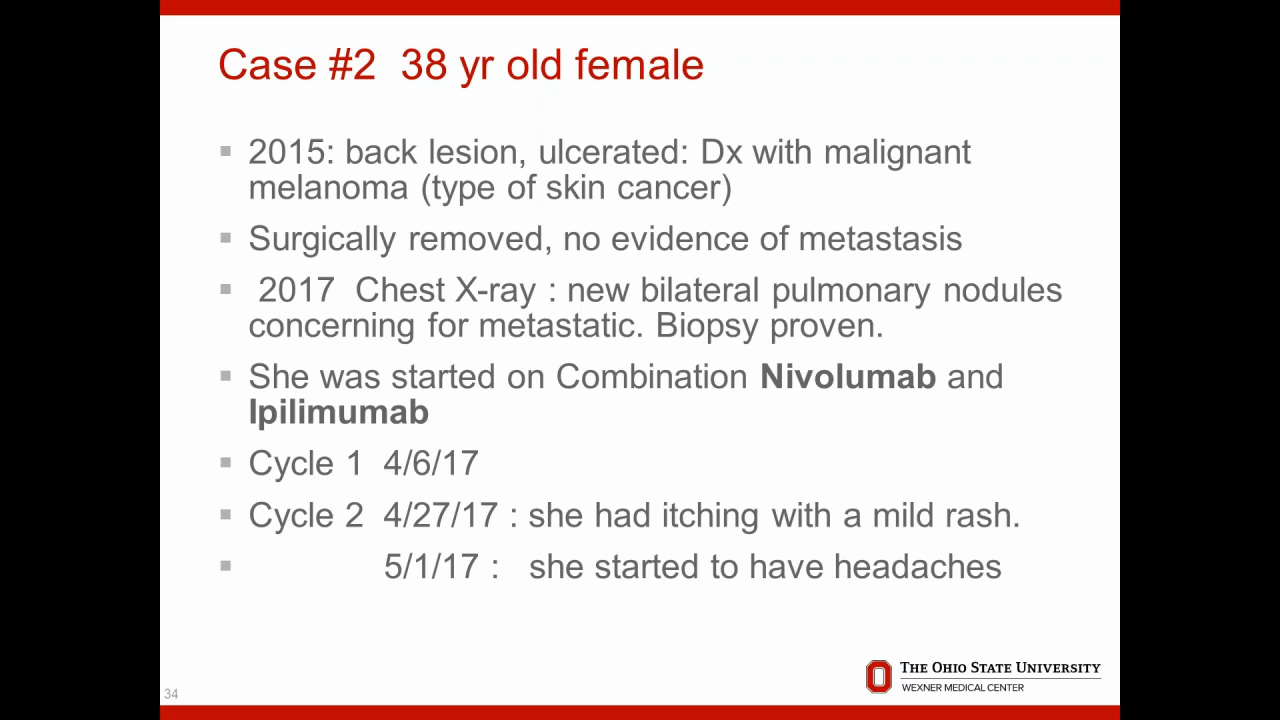 Case #2 38 yr old female
▪ 2015: back lesion, ulcerated: Dx with malignant
melanoma (type of skin cancer)
▪ Surgically removed, no evidence of metastasis
▪ 2017 Chest X-ray : new bilateral pulmonary nodules
concerning for metastatic. Biopsy proven.
▪ She was started on Combination Nivolumab and
Ipilimumab
▪ Cycle 1 4/6/17
▪ Cycle 2 4/27/17 : she had itching with a mild rash.
▪ 5/1/17 : she started to have headaches
THE OHIO STATE UNIVERSITY
WEXNER MEDICAL CENTER
34